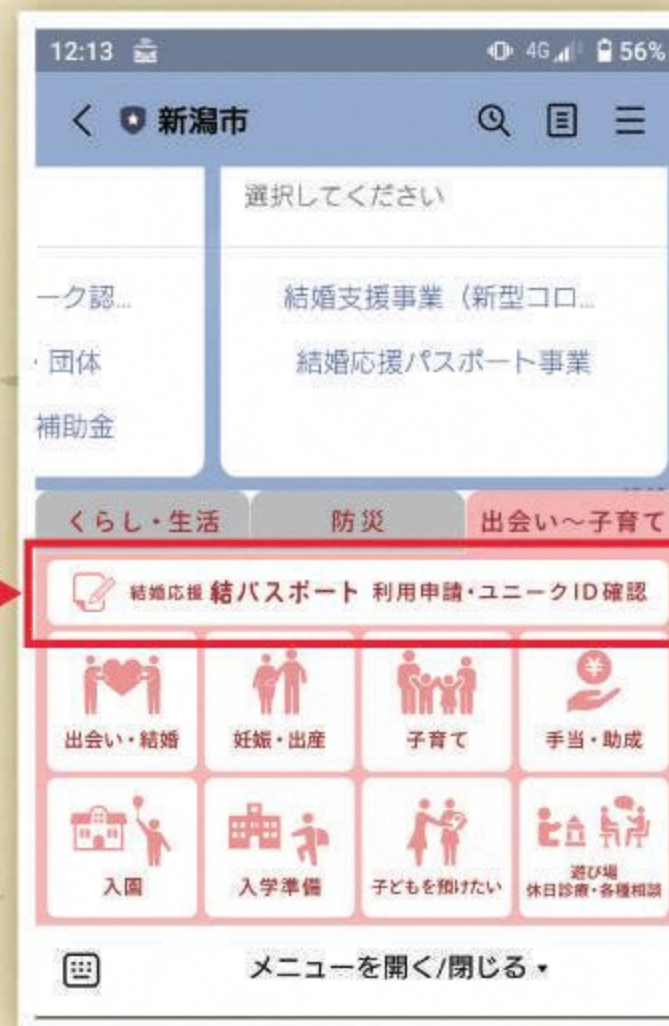 12:13 4G 56%
新潟市
選択してください
ーク認...
結婚支援事業（新型コロ...
・団体
結婚応援パスポート事業
補助金
くらし・生活 防災 出会い～子育て
結婚応援 結パスポート 利用申請・ユニークID確認
出会い・結婚 妊娠・出産 子育て 手当・助成
入園 入学準備 子どもを預けたい 遊び場
休日診療・各種相談
メニューを開く/閉じる ▾